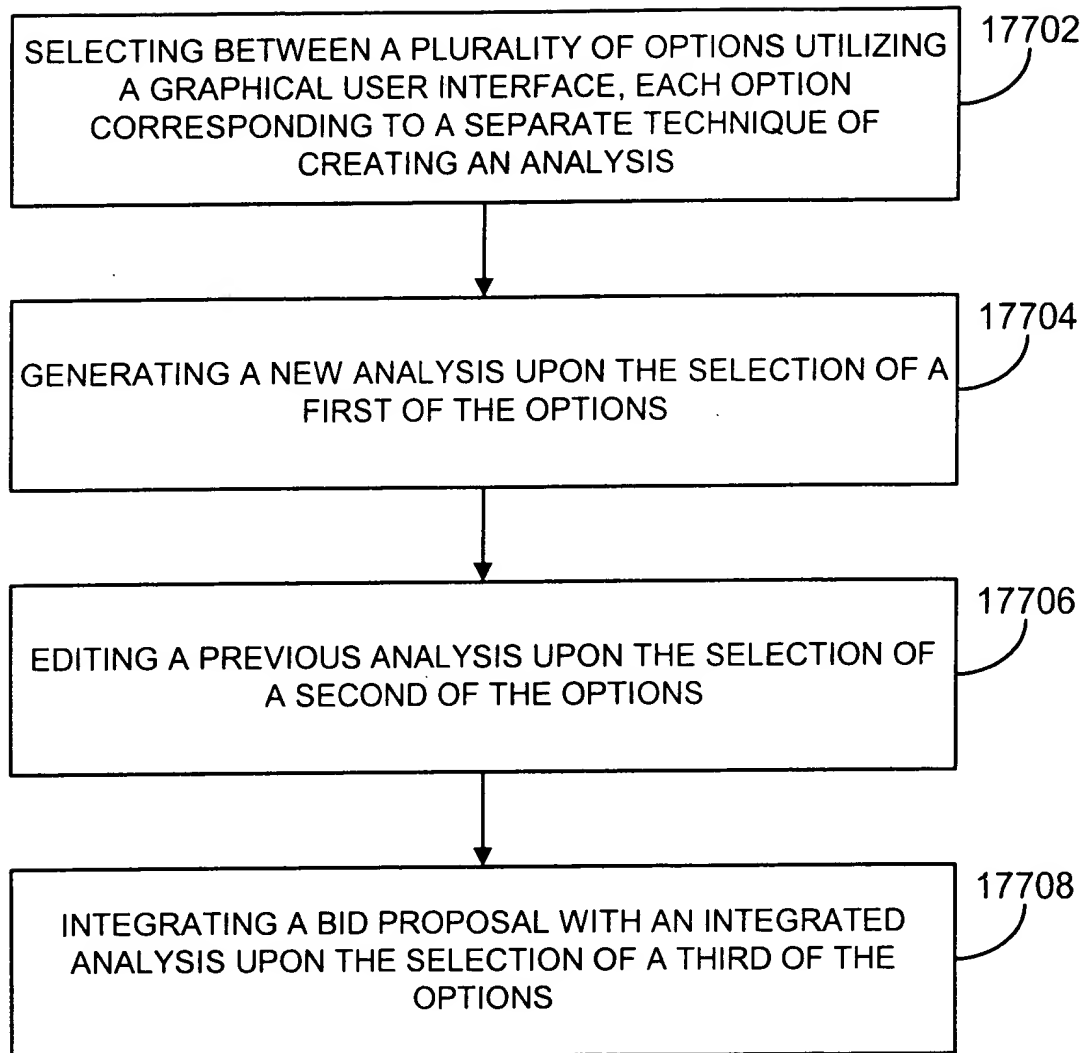 SELECTING BETWEEN A PLURALITY OF OPTIONS UTILIZING
A GRAPHICAL USER INTERFACE, EACH OPTION
CORRESPONDING TO A SEPARATE TECHNIQUE OF
CREATING AN ANALYSIS
17702
GENERATING A NEW ANALYSIS UPON THE SELECTION OF A
FIRST OF THE OPTIONS
17704
EDITING A PREVIOUS ANALYSIS UPON THE SELECTION OF
A SECOND OF THE OPTIONS
17706
INTEGRATING A BID PROPOSAL WITH AN INTEGRATED
ANALYSIS UPON THE SELECTION OF A THIRD OF THE
OPTIONS
17708